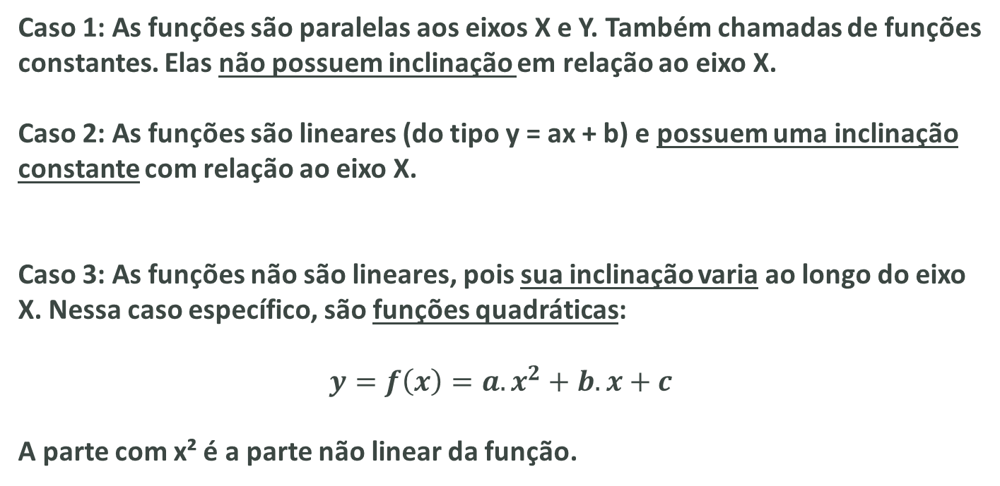 Caso 1: As funções são paralelas aos eixos X e Y. Também chamadas de funções
constantes. Elas não possuem inclinação em relação ao eixo X.
Caso 2: As funções são lineares (do tipo y = ax + b) e possuem uma inclinação
constante com relação ao eixo X.
Caso 3: As funções não são lineares, pois sua inclinação varia ao longo do eixo
X. Nessa caso específico, são funções quadráticas:
y = f(x) = a. x² + b. x + c
A parte com x² é a parte não linear da função.